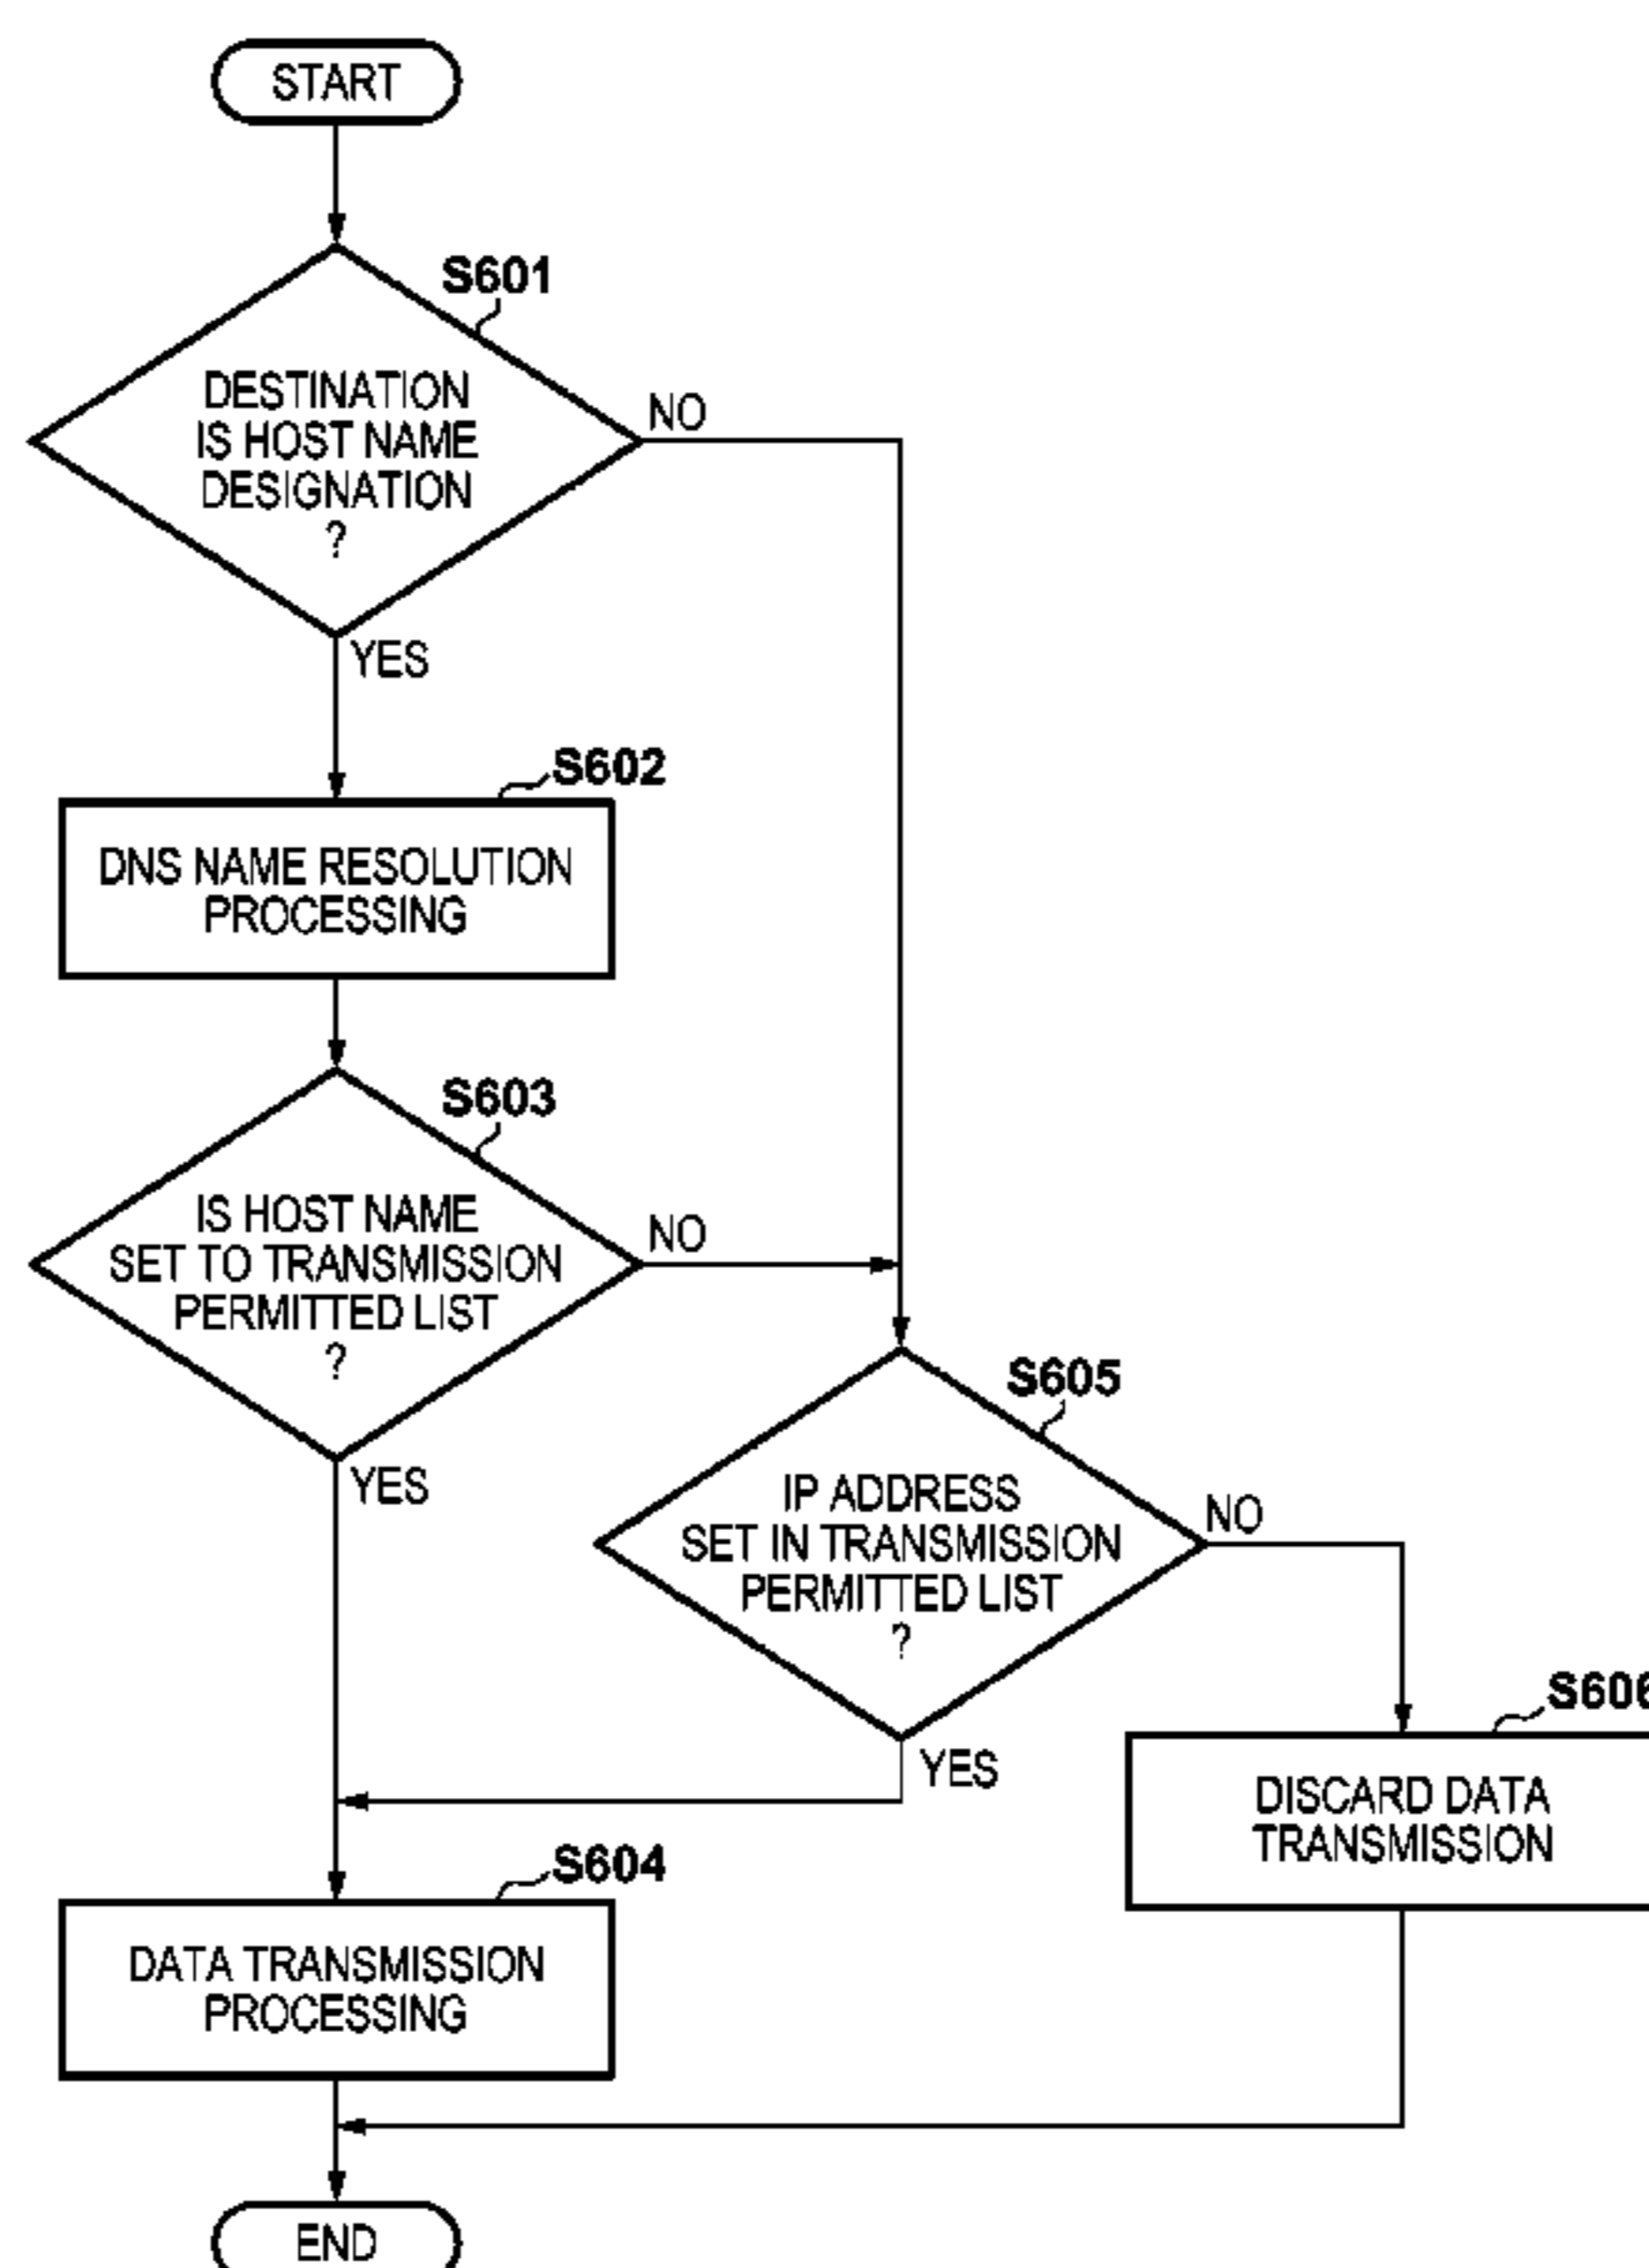 START
S601
DESTINATION
IS HOST NAME
DESIGNATION
?
NO
YES
S602
DNS NAME RESOLUTION
PROCESSING
S603
IS HOST NAME
SET TO TRANSMISSION
PERMITTED LIST
?
NO
YES
S605
IP ADDRESS
SET IN TRANSMISSION
PERMITTED LIST
?
NO
YES
S606
DISCARD DATA
TRANSMISSION
S604
DATA TRANSMISSION
PROCESSING
END